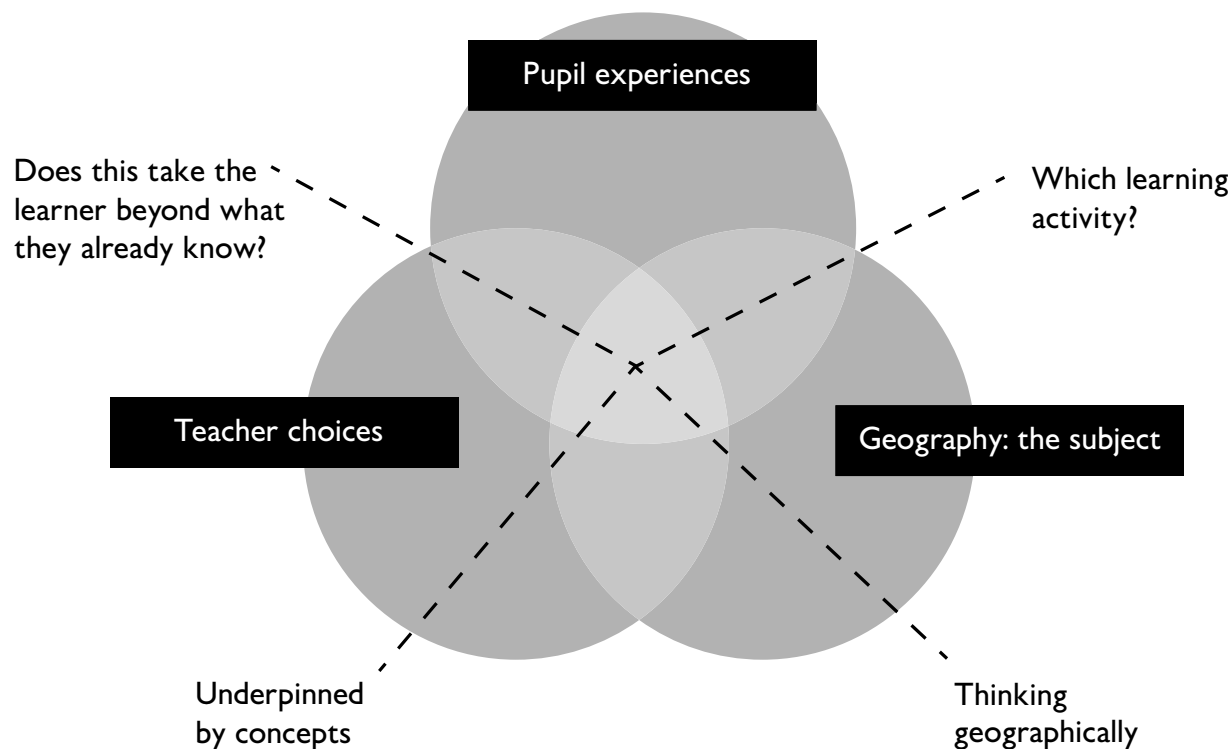 Pupil experiences
Does this take the
learner beyond what
they already know?
Which learning
activity?
Teacher choices
Geography: the subject
Underpinned
by concepts
Thinking
geographically